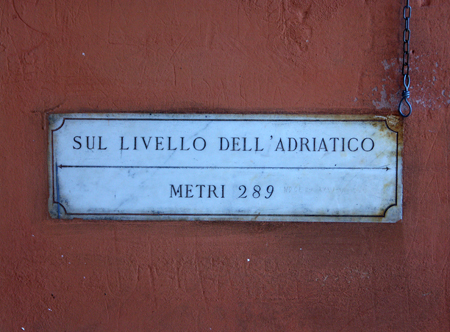 SUL LIVELLO DELL'ADRIATICO
METRI 289